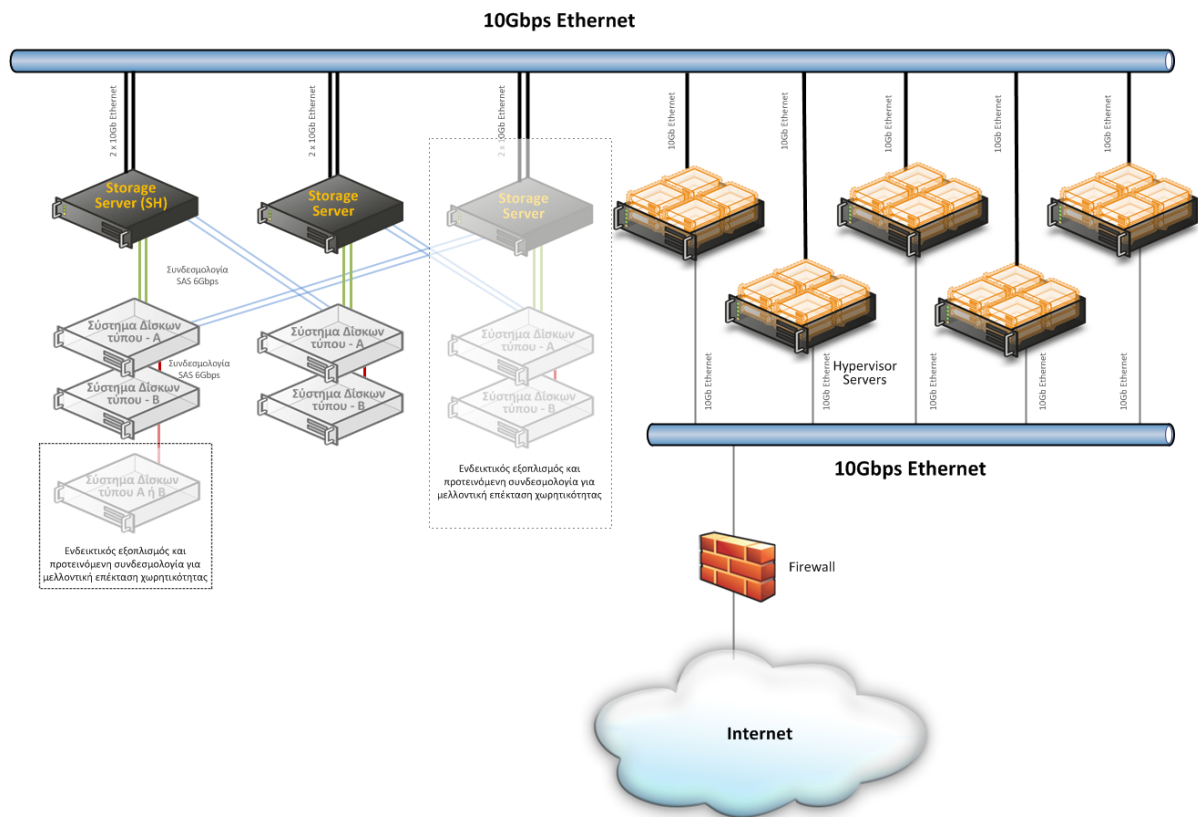 10Gbps Ethernet
2 x 10Gb Ethernet
2 x 10Gb Ethernet
2 x 10Gb Ethernet
10Gb Ethernet
10Gb Ethernet
10Gb Ethernet
10Gb Ethernet
10Gb Ethernet
Storage
Server (SH)
Storage
Server
Storage
Server
Συνδεσμολογία
SAS 6Gbps
Σύστημα Δίσκων
τύπου - Α
Σύστημα Δίσκων
τύπου - Α
Σύστημα Δίσκων
τύπου - Α
Συνδεσμολογία
SAS 6Gbps
Σύστημα Δίσκων
τύπου - Β
Σύστημα Δίσκων
τύπου - Β
Σύστημα Δίσκων
τύπου - Β
Σύστημα Δίσκων
τύπου Α ή Β
Ενδεικτικός εξοπλισμός και
προτεινόμενη συνδεσμολογία για
μελλοντική επέκταση χωρητικότητας
Ενδεικτικός εξοπλισμός και
προτεινόμενη συνδεσμολογία για
μελλοντική επέκταση χωρητικότητας
Hypervisor
Servers
10Gb Ethernet
10Gb Ethernet
10Gb Ethernet
10Gb Ethernet
10Gb Ethernet
10Gbps Ethernet
Firewall
Internet